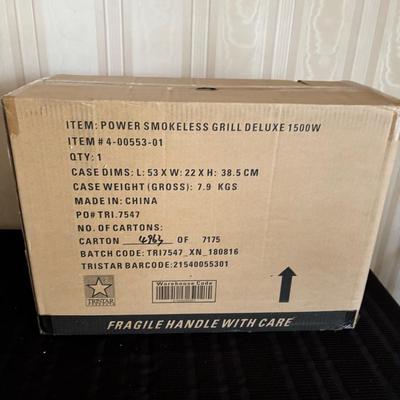 ITEM: POWER SMOKELESS GRILL DELUXE 1500W
ITEM # 4-00553-01
QTY: 1
CASE DIMS: L: 53 X W: 22 X H: 38.5 CM
CASE WEIGHT (GROSS): 7.9 KGS
MADE IN: CHINA
PO# TRI.7547
NO. OF CARTONS:
CARTON 4963 OF 7175
BATCH CODE: TRI7547_XN_180816
TRISTAR BARCODE: 21540055301
Warehouse Code
TRISTAR
FRAGILE HANDLE WITH CARE